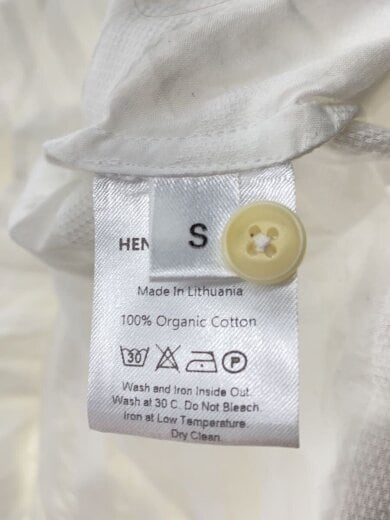 S
HEN
Made In Lithuania
100% Organic Cotton
30 P
Wash and Iron Inside Out.
Wash at 30 C. Do Not Bleach.
Iron at Low Temperature.
Dry Clean.